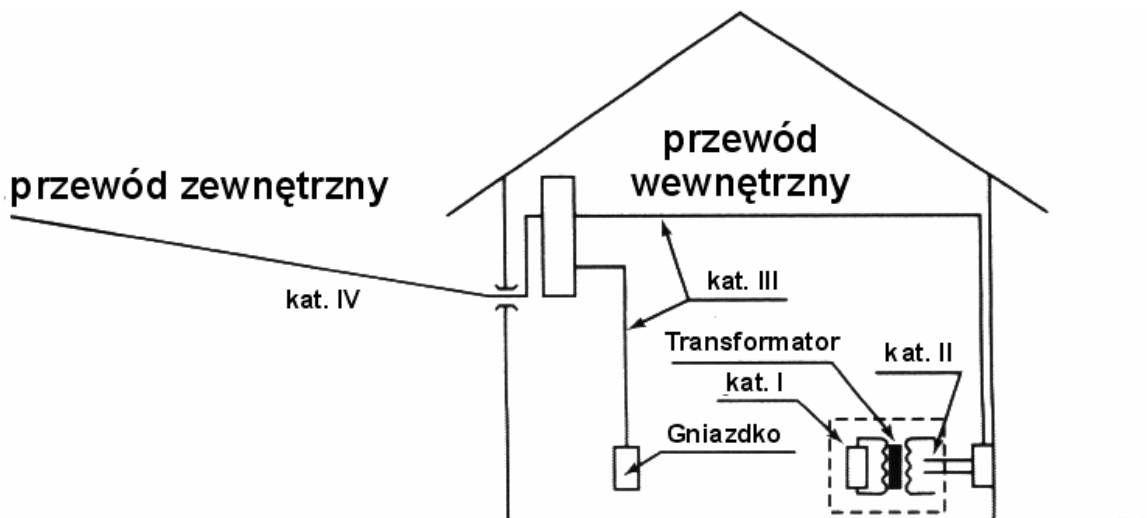 przewód
wewnętrzny
przewód zewnętrzny
kat. IV
kat. III
Transformator
kat. II
kat. I
Gniazdko